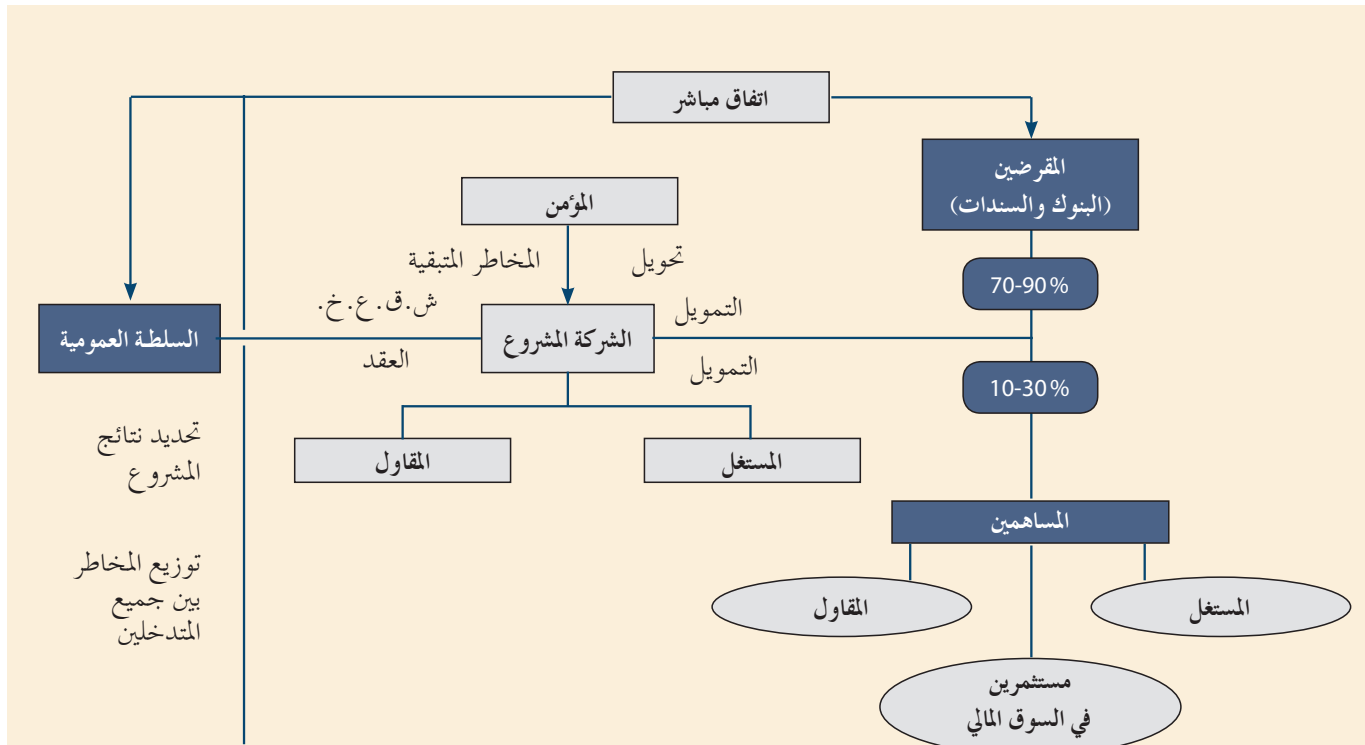 اتفاق مباشر
المقرضين
(البنوك والسندات)
المؤمن
تحويل
المخاطر المتبقية
70-90%
السلطة العمومية
ش.ق.ع.خ.
العقد
الشركة المشروع
التمويل
التمويل
10-30%
المستغل
المقاول
تحديد نتائج
المشروع
المساهمين
توزيع المخاطر
بين جميع
المتدخلين
المستغل
المقاول
مستثمرين
في السوق المالي